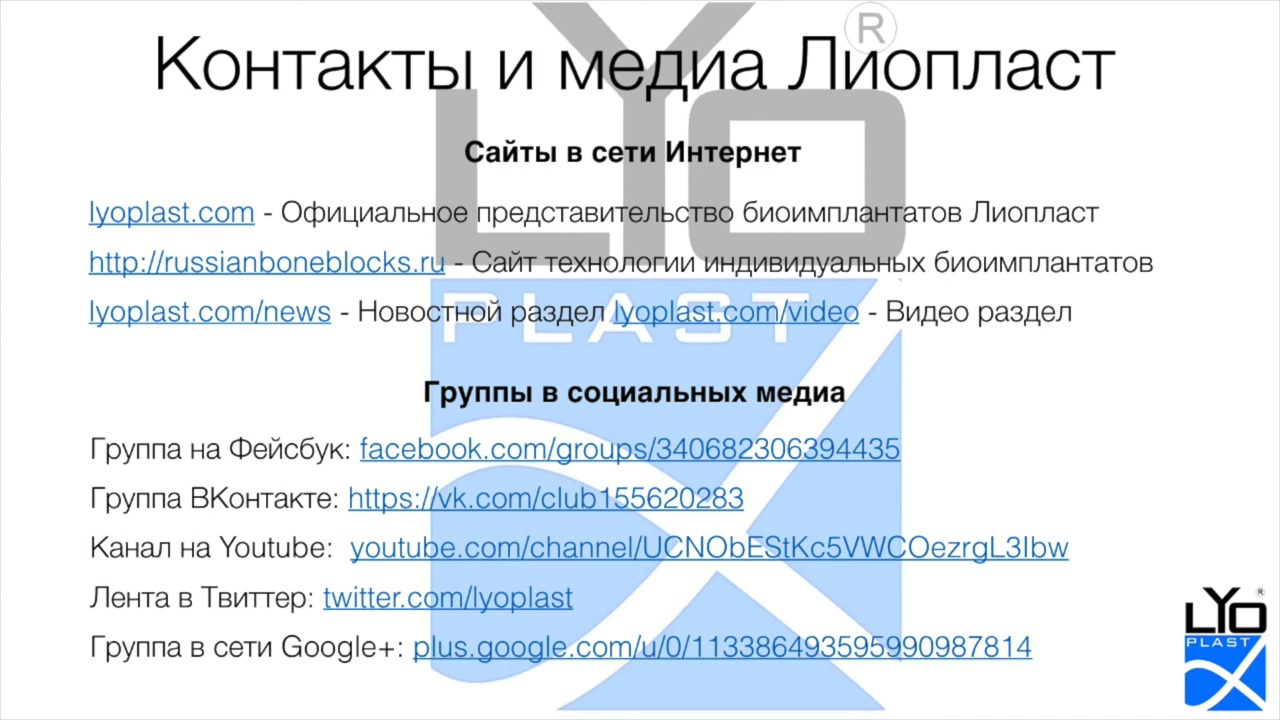 Контакты и медиа Лиопласт
Сайты в сети Интернет
lyoplast.com - Официальное представительство биоимплантатов Лиопласт
http://russianboneblocks.ru - Сайт технологии индивидуальных биоимплантатов
lyoplast.com/news - Новостной раздел lyoplast.com/video - Видео раздел
Группы в социальных медиа
Группа на Фейсбук: facebook.com/groups/340682306394435
Группа ВКонтакте: https://vk.com/club155620283
Канал на Youtube: youtube.com/channel/UCNObEStKc5VWCOezrgL3Ibw
Лента в Твиттер: twitter.com/lyoplast
Группа в сети Google+: plus.google.com/u/0/113386493595990987814
LYO ®
PLAST
LYO ®
PLAST